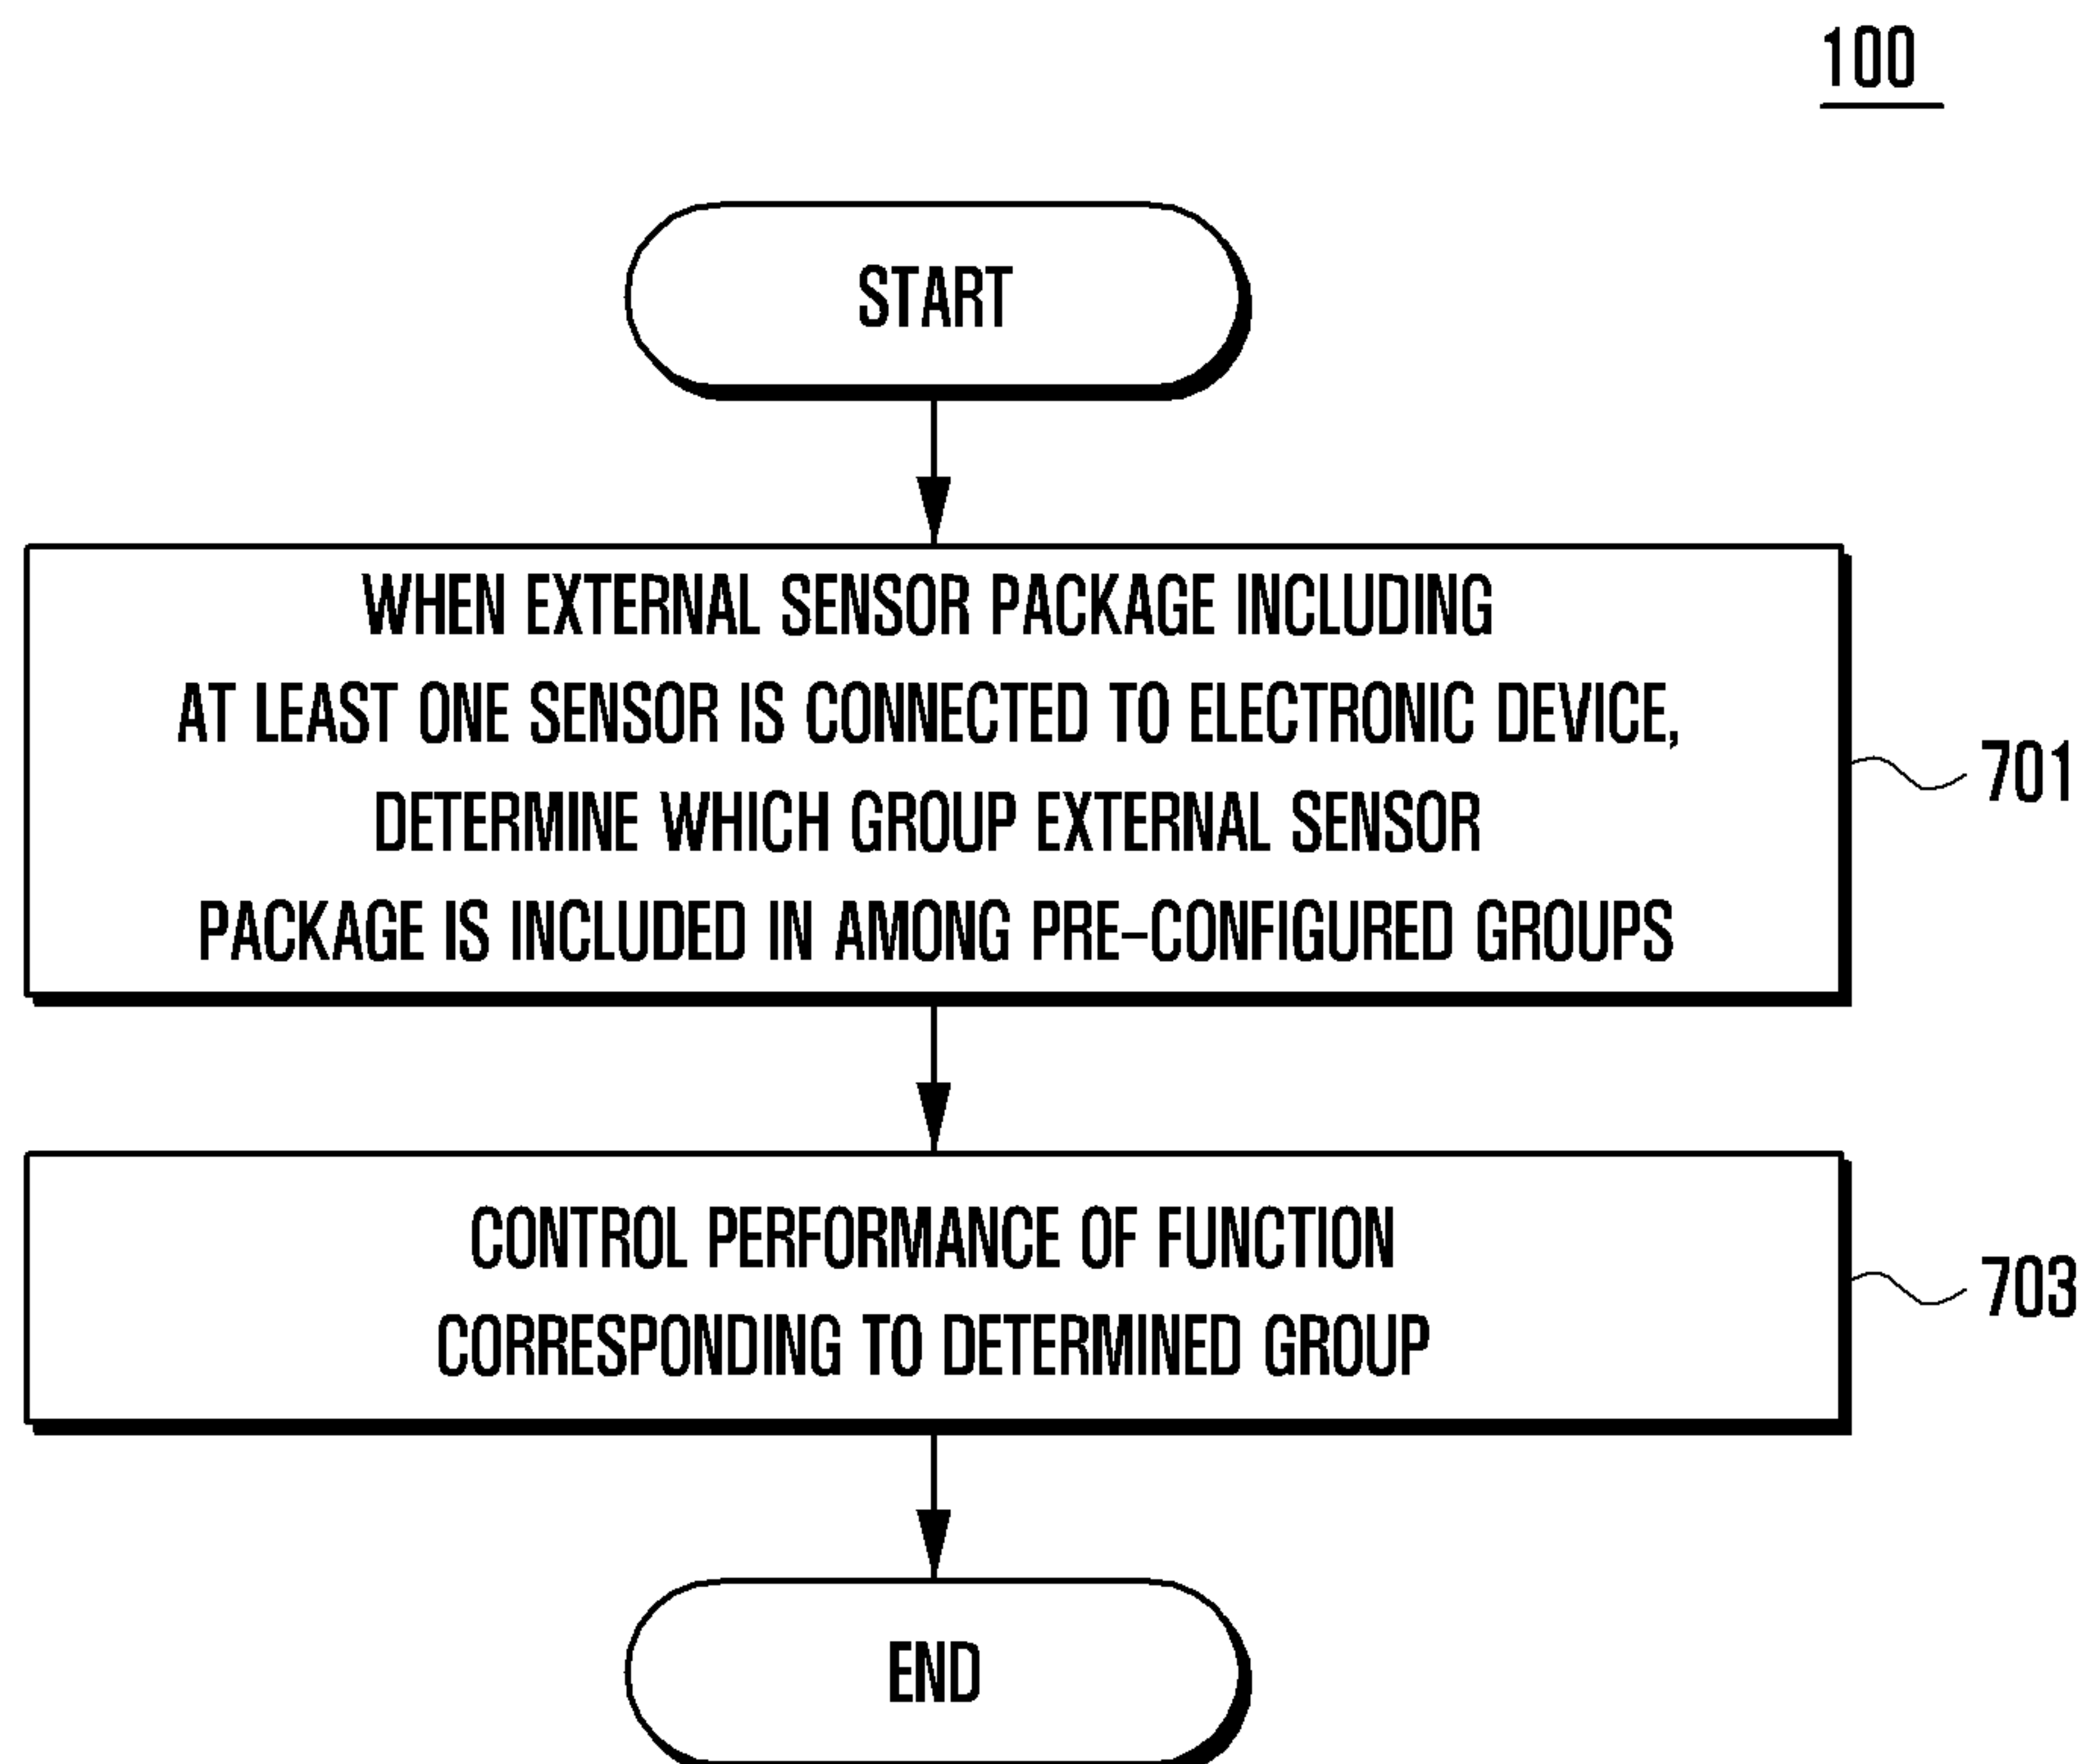 100
START
WHEN EXTERNAL SENSOR PACKAGE INCLUDING
AT LEAST ONE SENSOR IS CONNECTED TO ELECTRONIC DEVICE,
DETERMINE WHICH GROUP EXTERNAL SENSOR
PACKAGE IS INCLUDED IN AMONG PRE–CONFIGURED GROUPS
701
CONTROL PERFORMANCE OF FUNCTION
CORRESPONDING TO DETERMINED GROUP
703
END